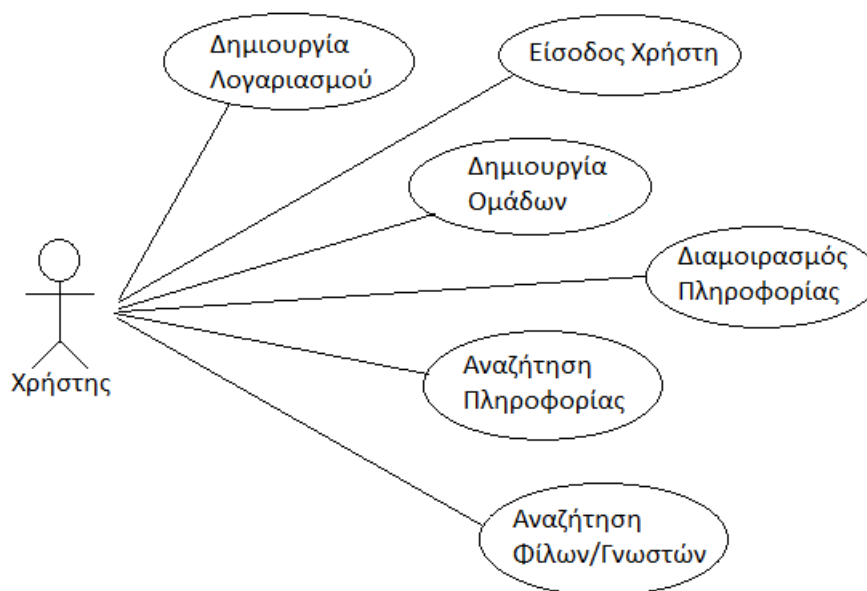 Δημιουργία
Λογαριασμού
Είσοδος Χρήστη
Δημιουργία
Ομάδων
Διαμοιρασμός
Πληροφορίας
Αναζήτηση
Πληροφορίας
Χρήστης
Αναζήτηση
Φίλων/Γνωστών